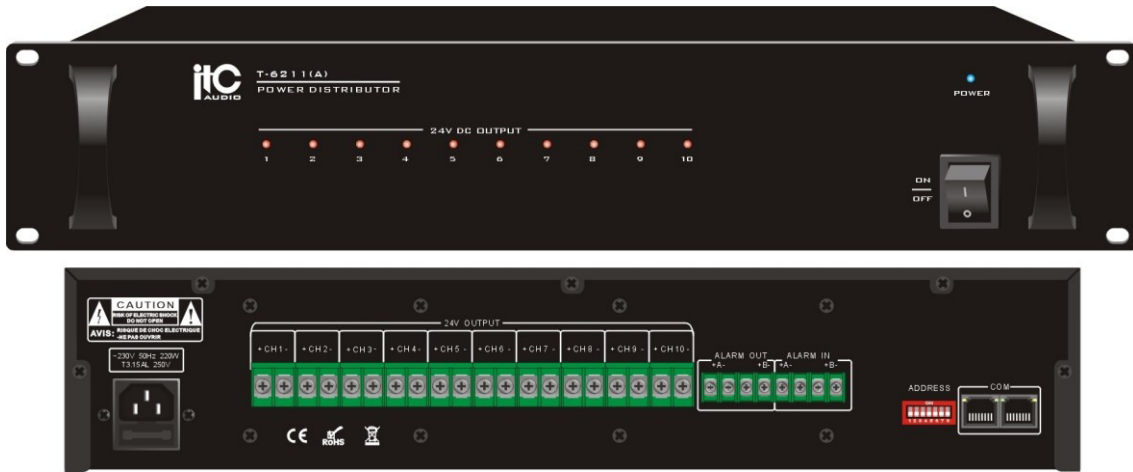 itc
AUDIO
T-6211(A)
POWER DISTRIBUTOR
24V DC OUTPUT
1 2 3 4 5 6 7 8 9 10
POWER
ON
OFF
CAUTION
RISK OF ELECTRIC SHOCK
DO NOT OPEN
AVIS: RISQUE DE CHOC ELECTRIQUE
-NE PAS OUVRIR
~230V 50Hz 220W
T3.15AL 250V
24V OUTPUT
+CH1- +CH2- +CH3- +CH4- +CH5- +CH6- +CH7- +CH8- +CH9- +CH10-
ALARM OUT ALARM IN
+A- +B- +A- +B-
ADDRESS
ON
COM
CE
RoHS